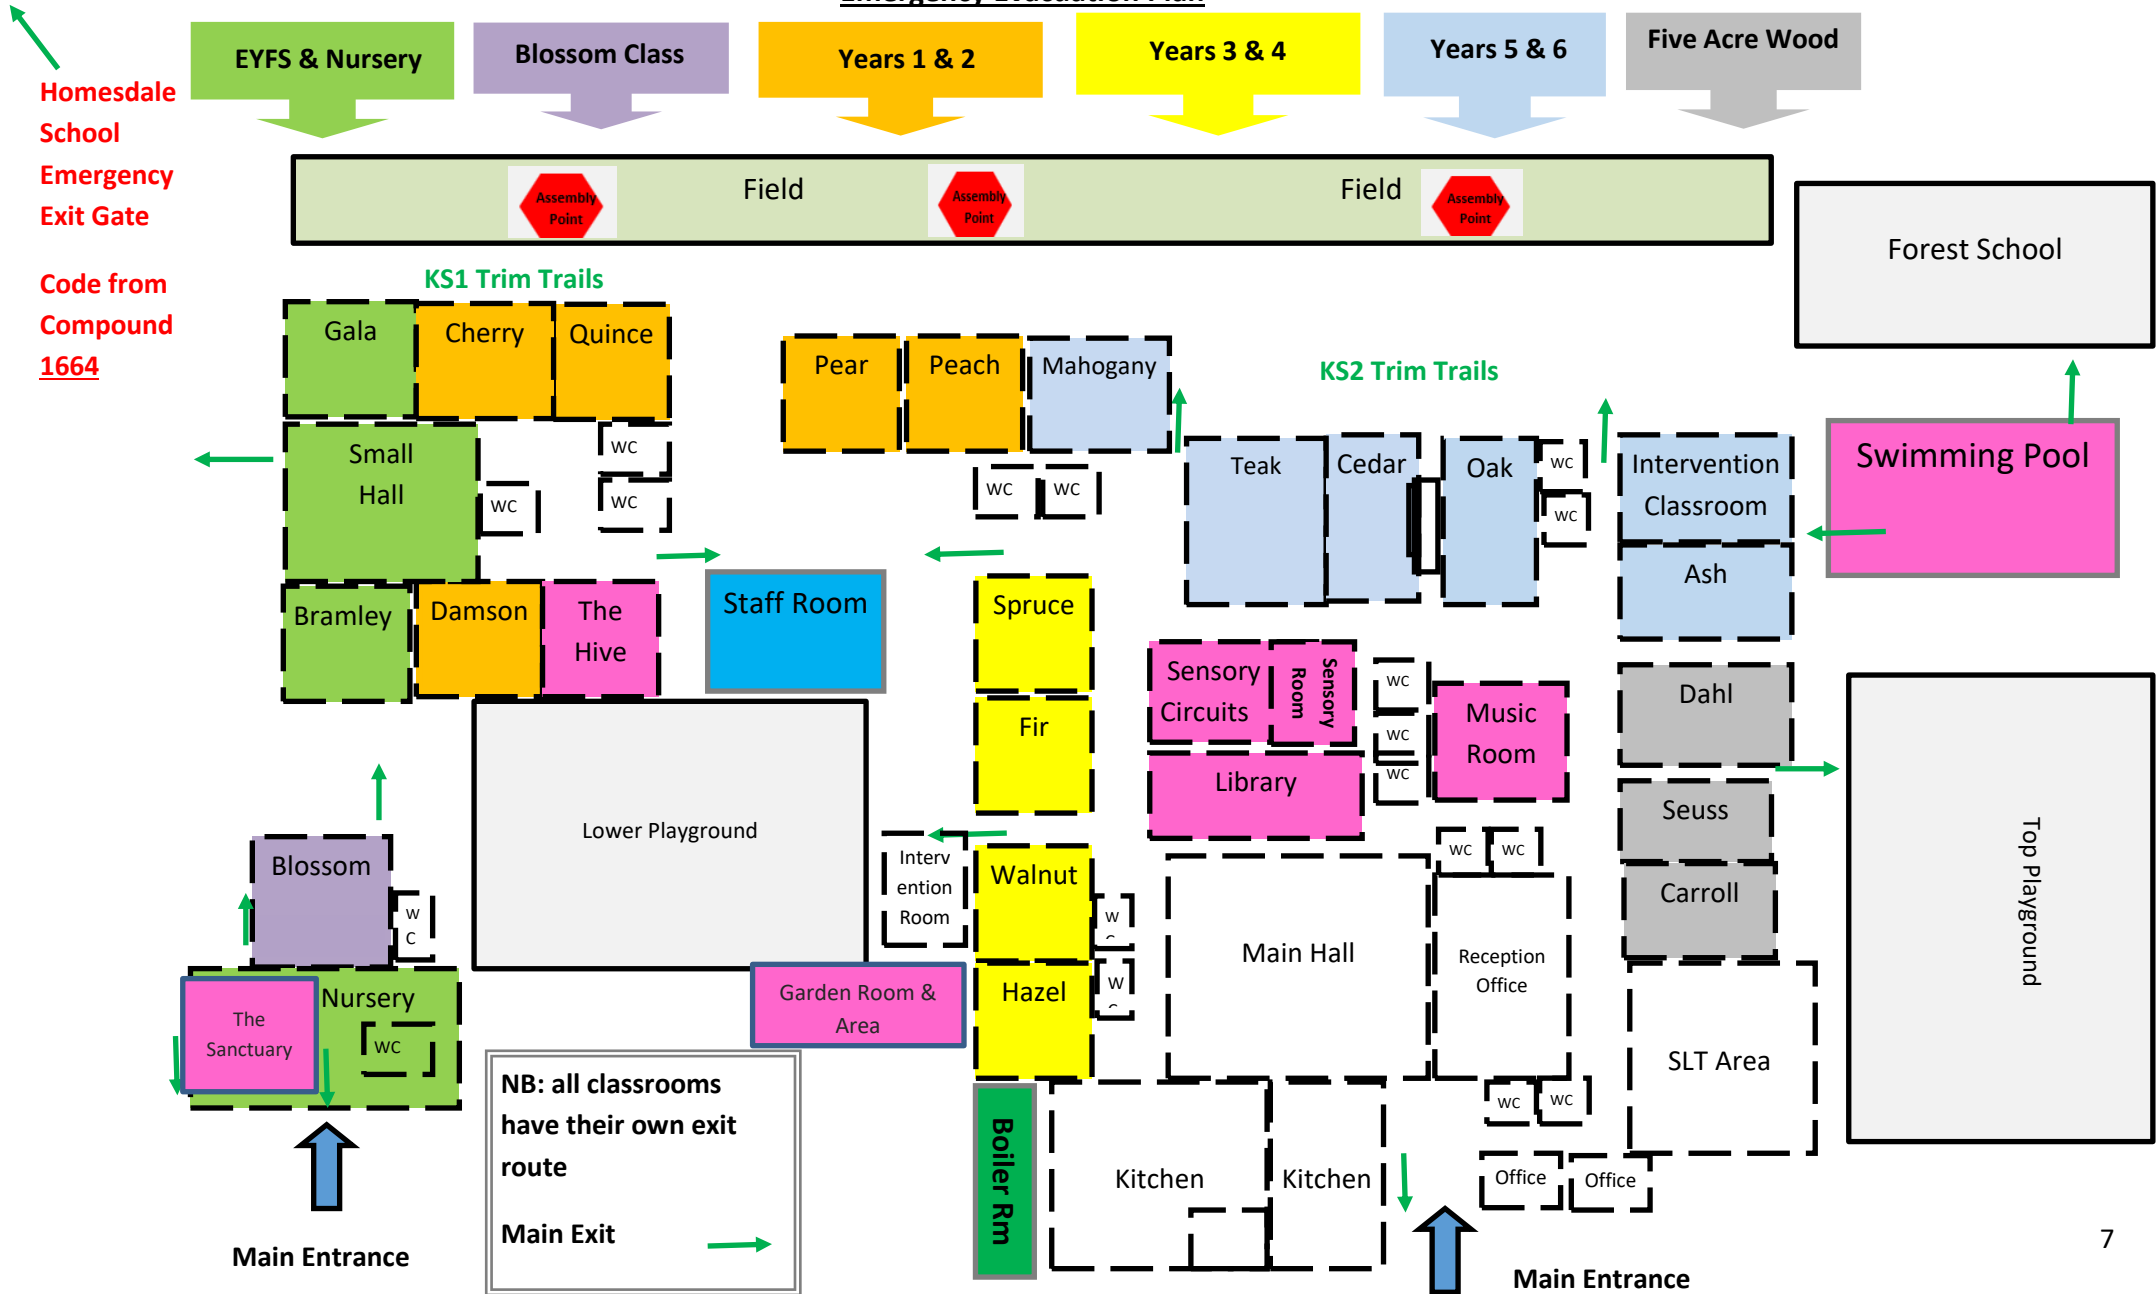 Emergency Evacuation Plan
EYFS & Nursery
Blossom Class
Years 1 & 2
Years 3 & 4
Years 5 & 6
Five Acre Wood
Homesdale
School
Emergency
Exit Gate
Code from
Compound
1664
Assembly
Point
Field
Assembly
Point
Field
Assembly
Point
Forest School
KS1 Trim Trails
KS2 Trim Trails
Gala
Cherry
Quince
Pear
Peach
Mahogany
Small
Hall
WC
WC
WC
WC
WC
Teak
Cedar
Oak
WC
WC
Intervention
Classroom
Swimming Pool
Ash
Bramley
Damson
The
Hive
Staff Room
Spruce
Fir
Sensory
Circuits
Sensory
Room
WC
WC
WC
Music
Room
Library
Dahl
Seuss
Carroll
Top Playground
Lower Playground
Blossom
W
C
Interv
ention
Room
Walnut
W
Hazel
W
WC
WC
Main Hall
Reception
Office
SLT Area
Nursery
The
Sanctuary
WC
Garden Room &
Area
NB: all classrooms
have their own exit
route
Main Exit
Boiler Rm
Kitchen
Kitchen
WC
WC
Office
Office
Main Entrance
Main Entrance
7